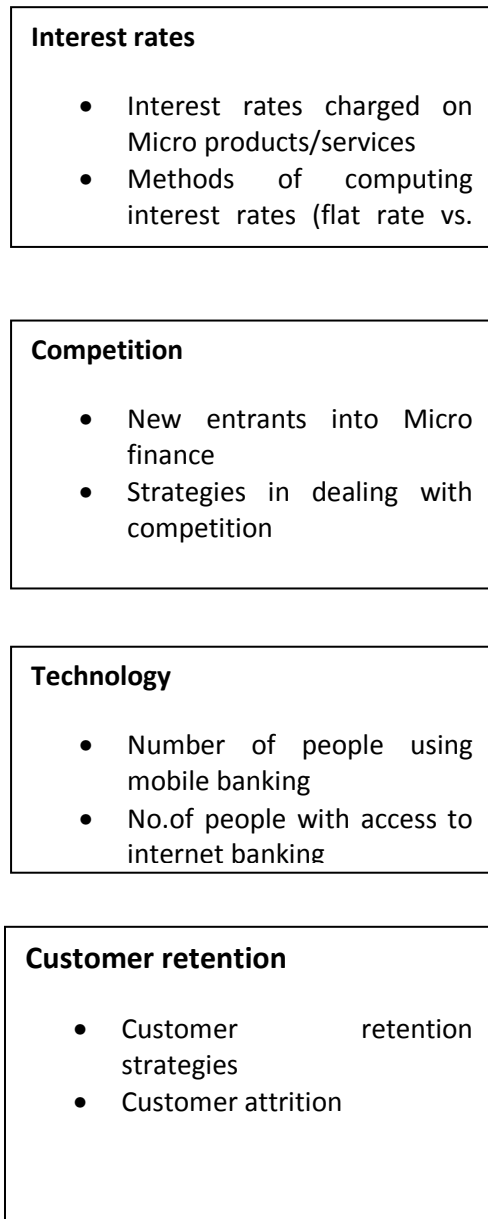 Interest rates
• Interest rates charged on
Micro products/services
• Methods of computing
interest rates (flat rate vs.
Competition
• New entrants into Micro
finance
• Strategies in dealing with
competition
Technology
• Number of people using
mobile banking
• No.of people with access to
internet banking
Customer retention
• Customer retention
strategies
• Customer attrition